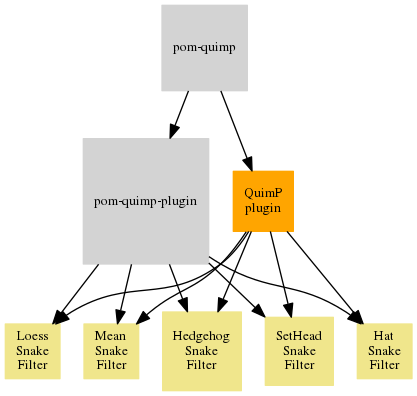 pom-quimp
pom-quimp-plugin
QuimP
plugin
Loess
Snake
Filter
Mean
Snake
Filter
Hedgehog
Snake
Filter
SetHead
Snake
Filter
Hat
Snake
Filter